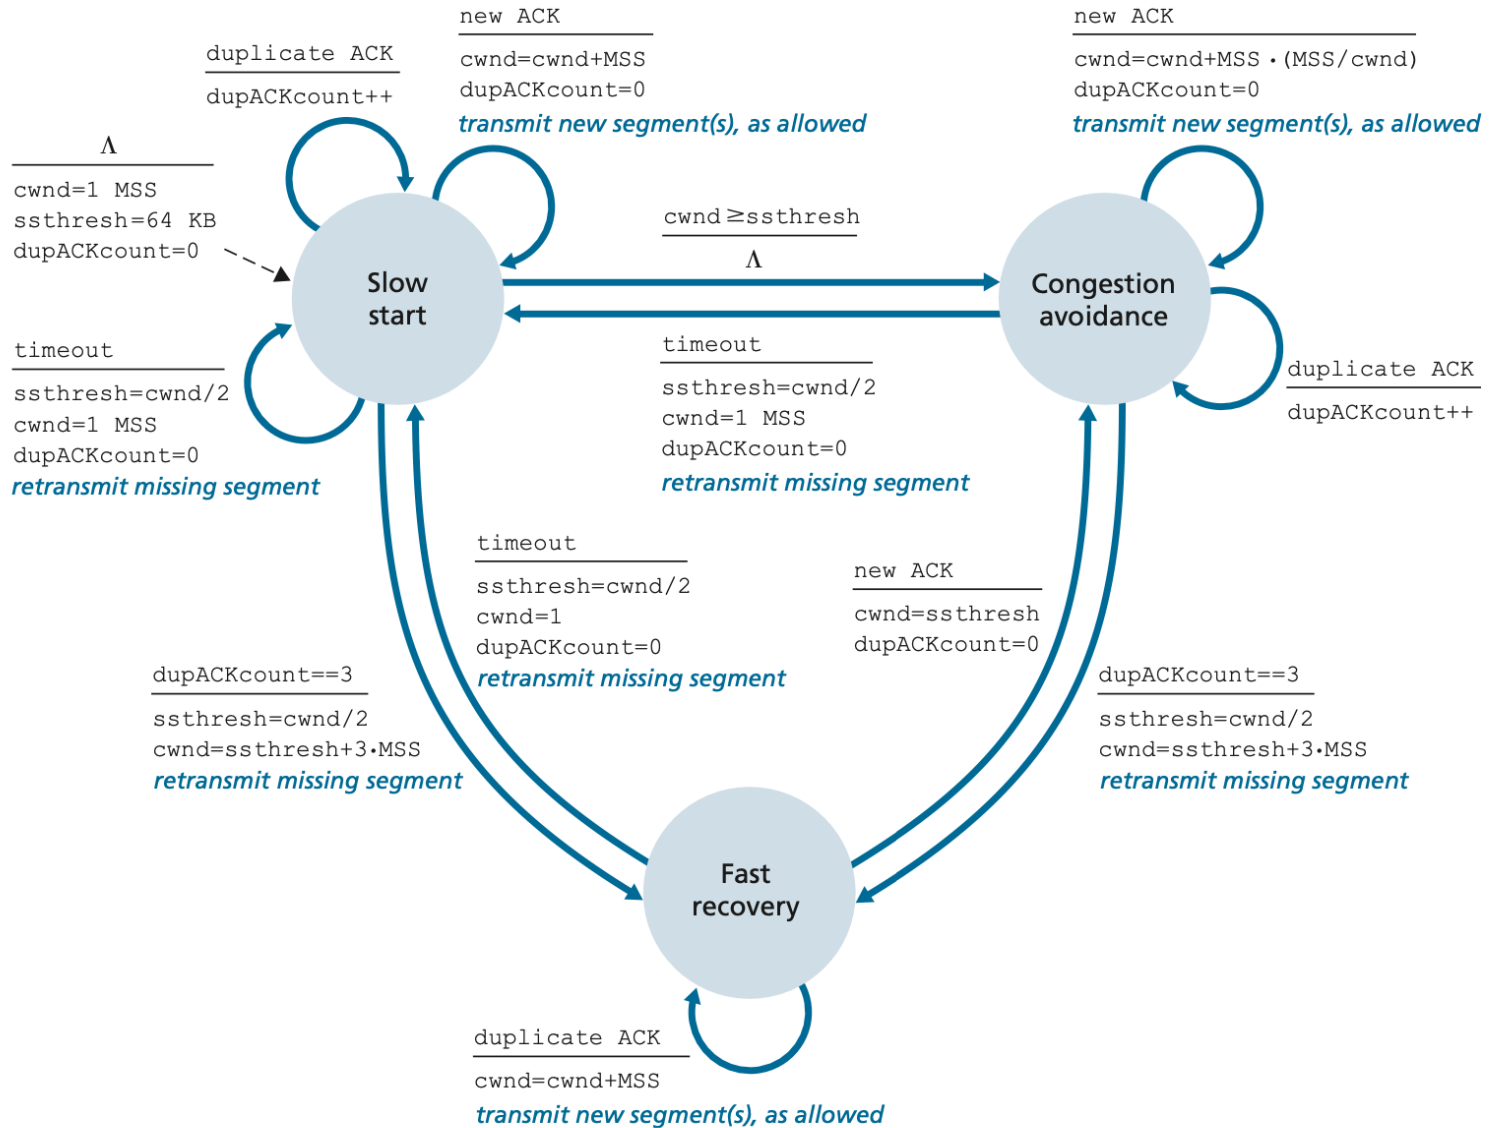 new ACK
cwnd=cwnd+MSS
dupACKcount=0
transmit new segment(s), as allowed
new ACK
cwnd=cwnd+MSS·(MSS/cwnd)
dupACKcount=0
transmit new segment(s), as allowed
duplicate ACK
dupACKcount++
Λ
cwnd=1 MSS
ssthresh=64 KB
dupACKcount=0
Slow
start
cwnd≥ssthresh
Λ
Congestion
avoidance
timeout
ssthresh=cwnd/2
cwnd=1 MSS
dupACKcount=0
retransmit missing segment
timeout
ssthresh=cwnd/2
cwnd=1 MSS
dupACKcount=0
retransmit missing segment
duplicate ACK
dupACKcount++
timeout
ssthresh=cwnd/2
cwnd=1
dupACKcount=0
retransmit missing segment
new ACK
cwnd=ssthresh
dupACKcount=0
dupACKcount==3
ssthresh=cwnd/2
cwnd=ssthresh+3·MSS
retransmit missing segment
dupACKcount==3
ssthresh=cwnd/2
cwnd=ssthresh+3·MSS
retransmit missing segment
Fast
recovery
duplicate ACK
cwnd=cwnd+MSS
transmit new segment(s), as allowed